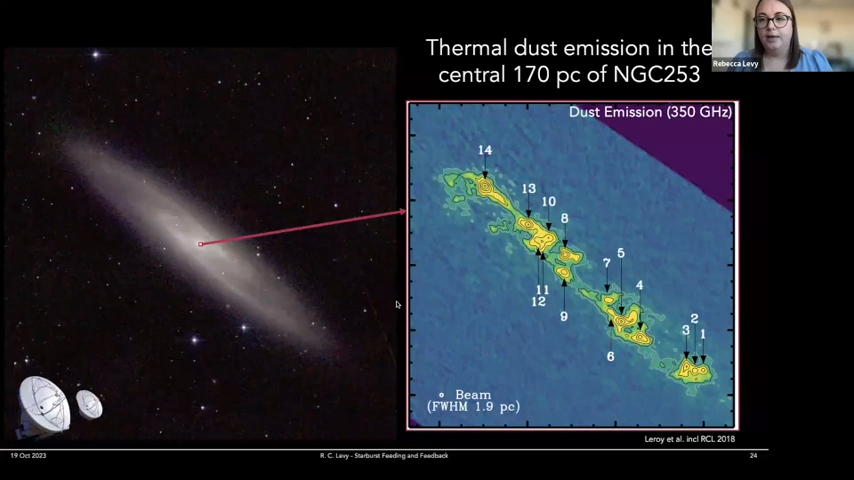 Thermal dust emission in the
central 170 pc of NGC253
Rebecca Levy
Dust Emission (350 GHz)
14
13
10
8
5
7
4
11
12
9
2
3
1
6
Beam
(FWHM 1.9 pc)
Leroy et al. incl RCL 2018
19 Oct 2023
R. C. Levy - Starburst Feeding and Feedback
24